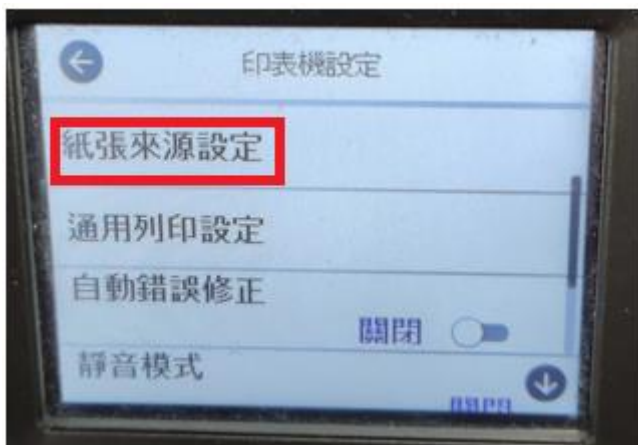 印表機設定
紙張來源設定
通用列印設定
自動錯誤修正
關閉
靜音模式